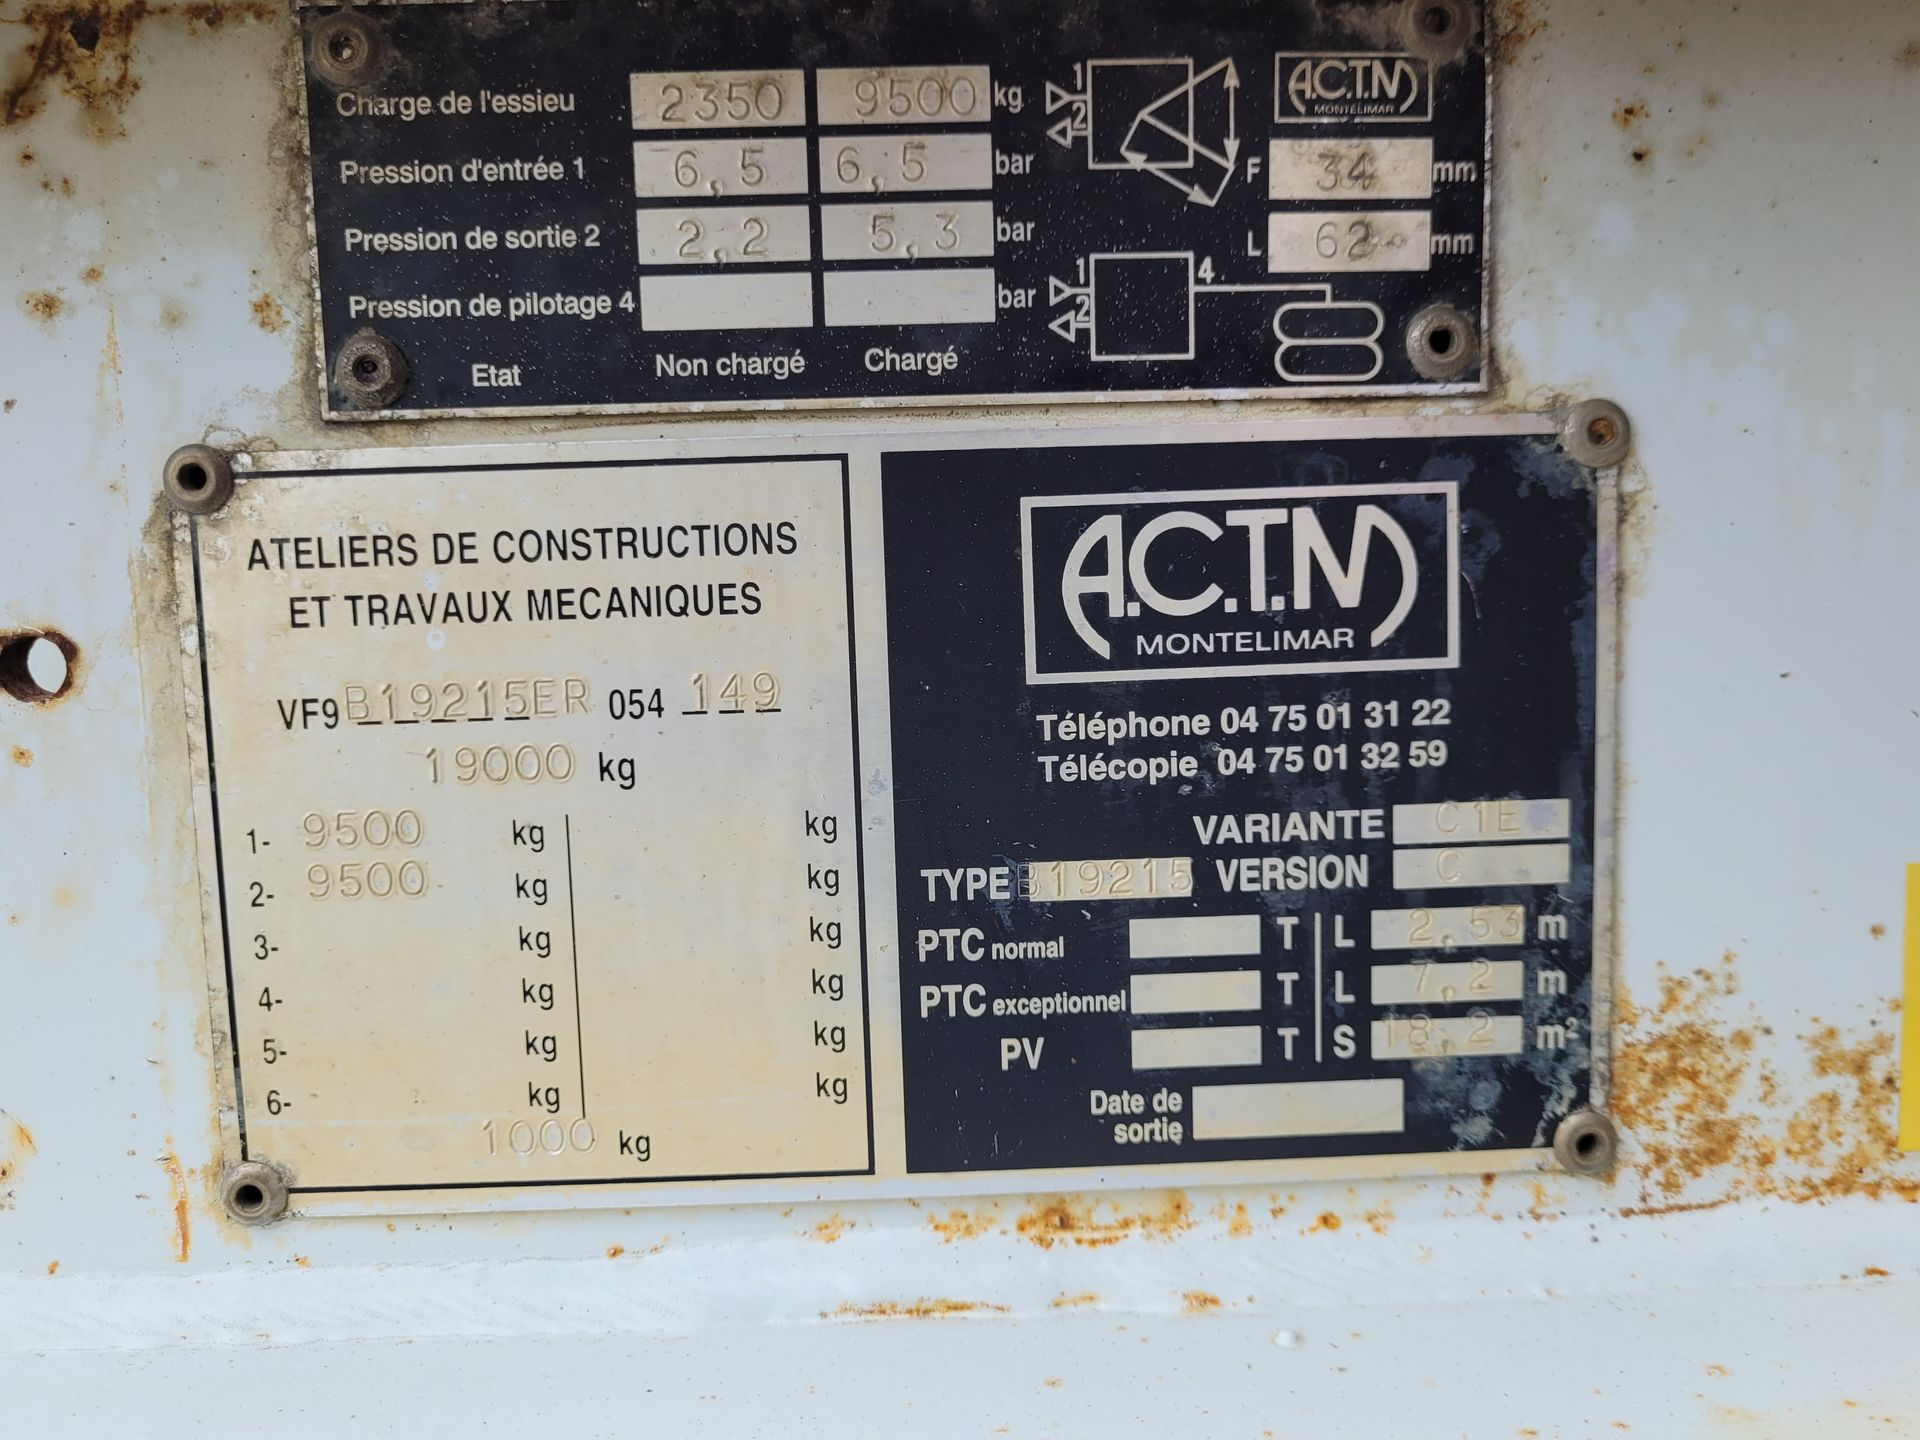 Charge de l'essieu 2350 9500 kg
Pression d'entrée 1 6,5 6,5 bar
Pression de sortie 2 2,2 5,3 bar
Pression de pilotage 4 bar
Etat Non chargé Chargé
1
2
1
2
4
A.C.T.M
MONTELIMAR
F 34 mm
L 62 mm
ATELIERS DE CONSTRUCTIONS
ET TRAVAUX MECANIQUES
VF9 B19215ER 054 149
19000 kg
1- 9500 kg kg
2- 9500 kg kg
3- kg kg
4- kg kg
5- kg kg
6- kg kg
1000 kg
A.C.T.M
MONTELIMAR
Téléphone 04 75 01 31 22
Télécopie 04 75 01 32 59
VARIANTE C1E
TYPE B19215 VERSION C
PTC normal T L 2,53 m
PTC exceptionnel T L 7,2 m
PV T S 18,2 m²
Date de
sortie